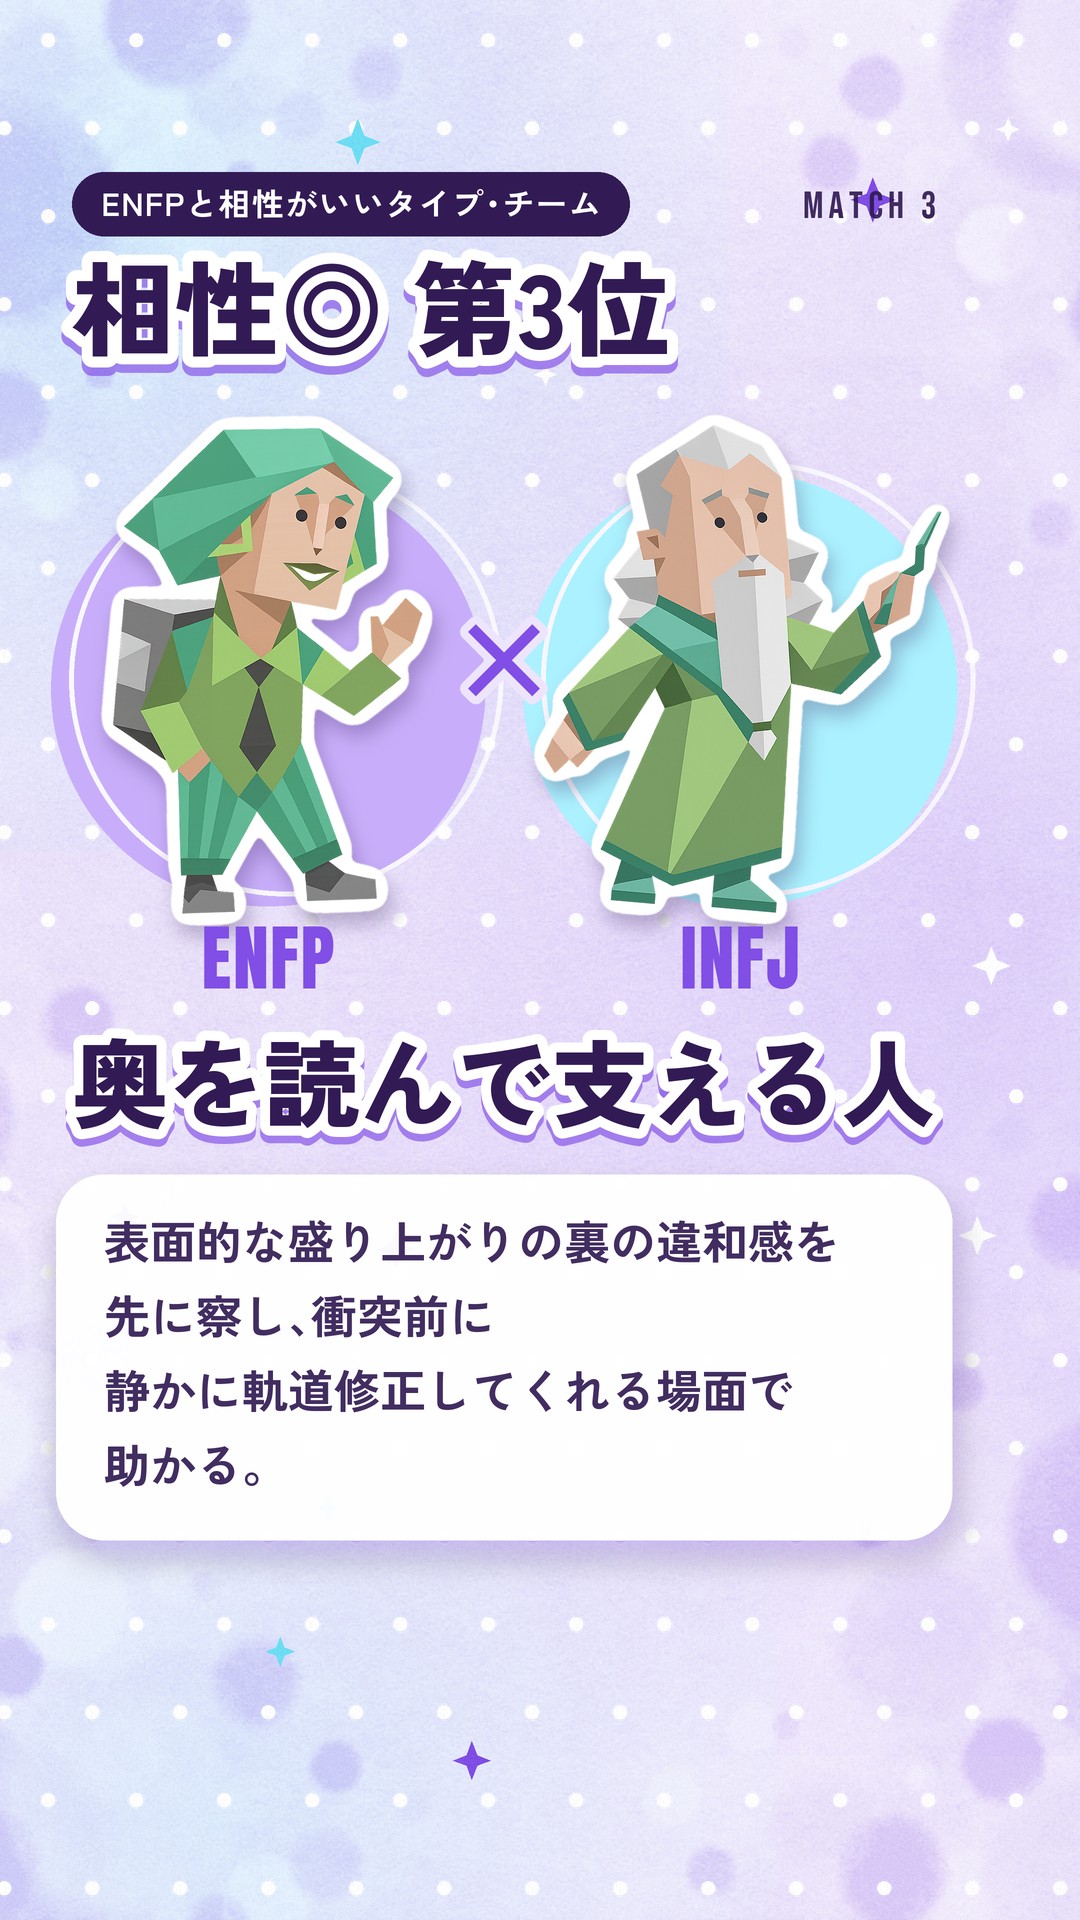 ENFPと相性がいいタイプ・チーム
MATCH 3
相性◎ 第3位
ENFP
INFJ
奥を読んで支える人
表面的な盛り上がりの裏の違和感を
先に察し、衝突前に
静かに軌道修正してくれる場面で
助かる。